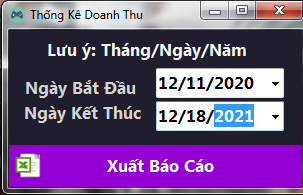 Thống Kê Doanh Thu
Lưu ý: Tháng/Ngày/Năm
Ngày Bắt Đầu 12/11/2020
Ngày Kết Thúc 12/18/2021
Xuất Báo Cáo